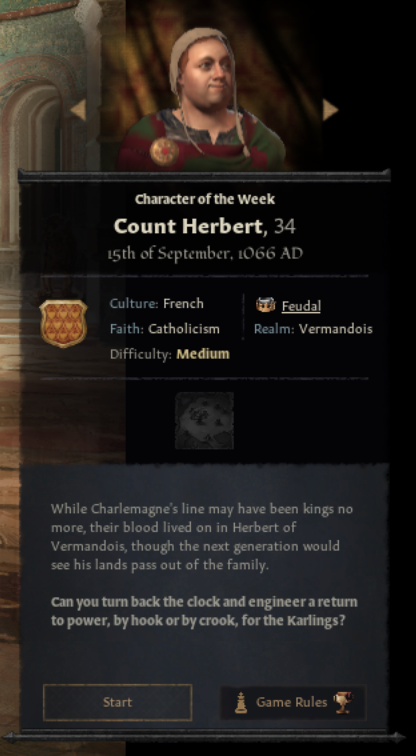 Character of the Week
Count Herbert, 34
15th of September, 1066 AD
Culture: French
Feudal
Faith: Catholicism
Realm: Vermandois
Difficulty: Medium
While Charlemagne's line may have been kings no
more, their blood lived on in Herbert of
Vermandois, though the next generation would
see his lands pass out of the family.
Can you turn back the clock and engineer a return
to power, by hook or by crook, for the Karlings?
Start
Game Rules